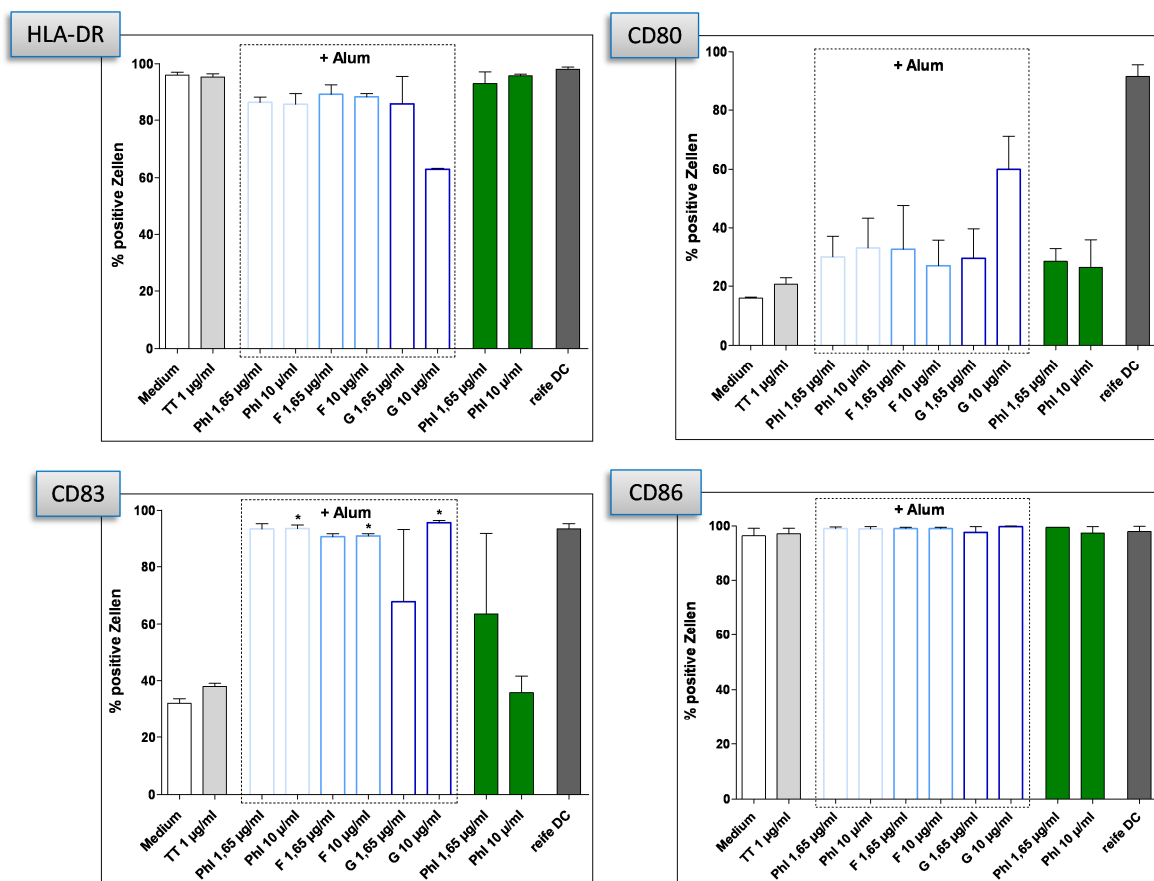 HLA-DR
+ Alum
% positive Zellen
100
80
60
40
20
0
Medium
TT 1 µg/ml
Phl 1,65 µg/ml
Phl 10 µ/ml
F 1,65 µg/ml
F 10 µg/ml
G 1,65 µg/ml
G 10 µg/ml
Phl 1,65 µg/ml
Phl 10 µ/ml
reife DC
CD80
+ Alum
% positive Zellen
100
80
60
40
20
0
Medium
TT 1 µg/ml
Phl 1,65 µg/ml
Phl 10 µ/ml
F 1,65 µg/ml
F 10 µg/ml
G 1,65 µg/ml
G 10 µg/ml
Phl 1,65 µg/ml
Phl 10 µ/ml
reife DC
CD83
+ Alum
* * *
% positive Zellen
100
80
60
40
20
0
Medium
TT 1 µg/ml
Phl 1,65 µg/ml
Phl 10 µ/ml
F 1,65 µg/ml
F 10 µg/ml
G 1,65 µg/ml
G 10 µg/ml
Phl 1,65 µg/ml
Phl 10 µ/ml
reife DC
CD86
+ Alum
% positive Zellen
100
80
60
40
20
0
Medium
TT 1 µg/ml
Phl 1,65 µg/ml
Phl 10 µ/ml
F 1,65 µg/ml
F 10 µg/ml
G 1,65 µg/ml
G 10 µg/ml
Phl 1,65 µg/ml
Phl 10 µ/ml
reife DC